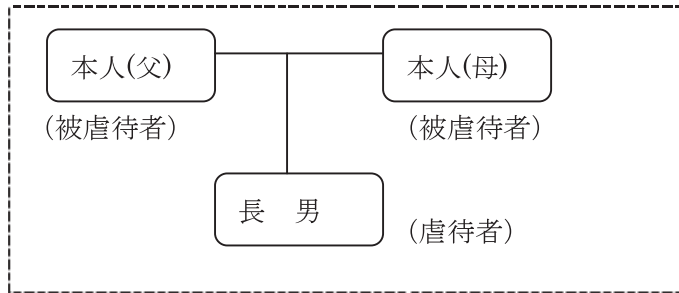 本人(父)
本人(母)
（被虐待者）
（被虐待者）
長　男
（虐待者）